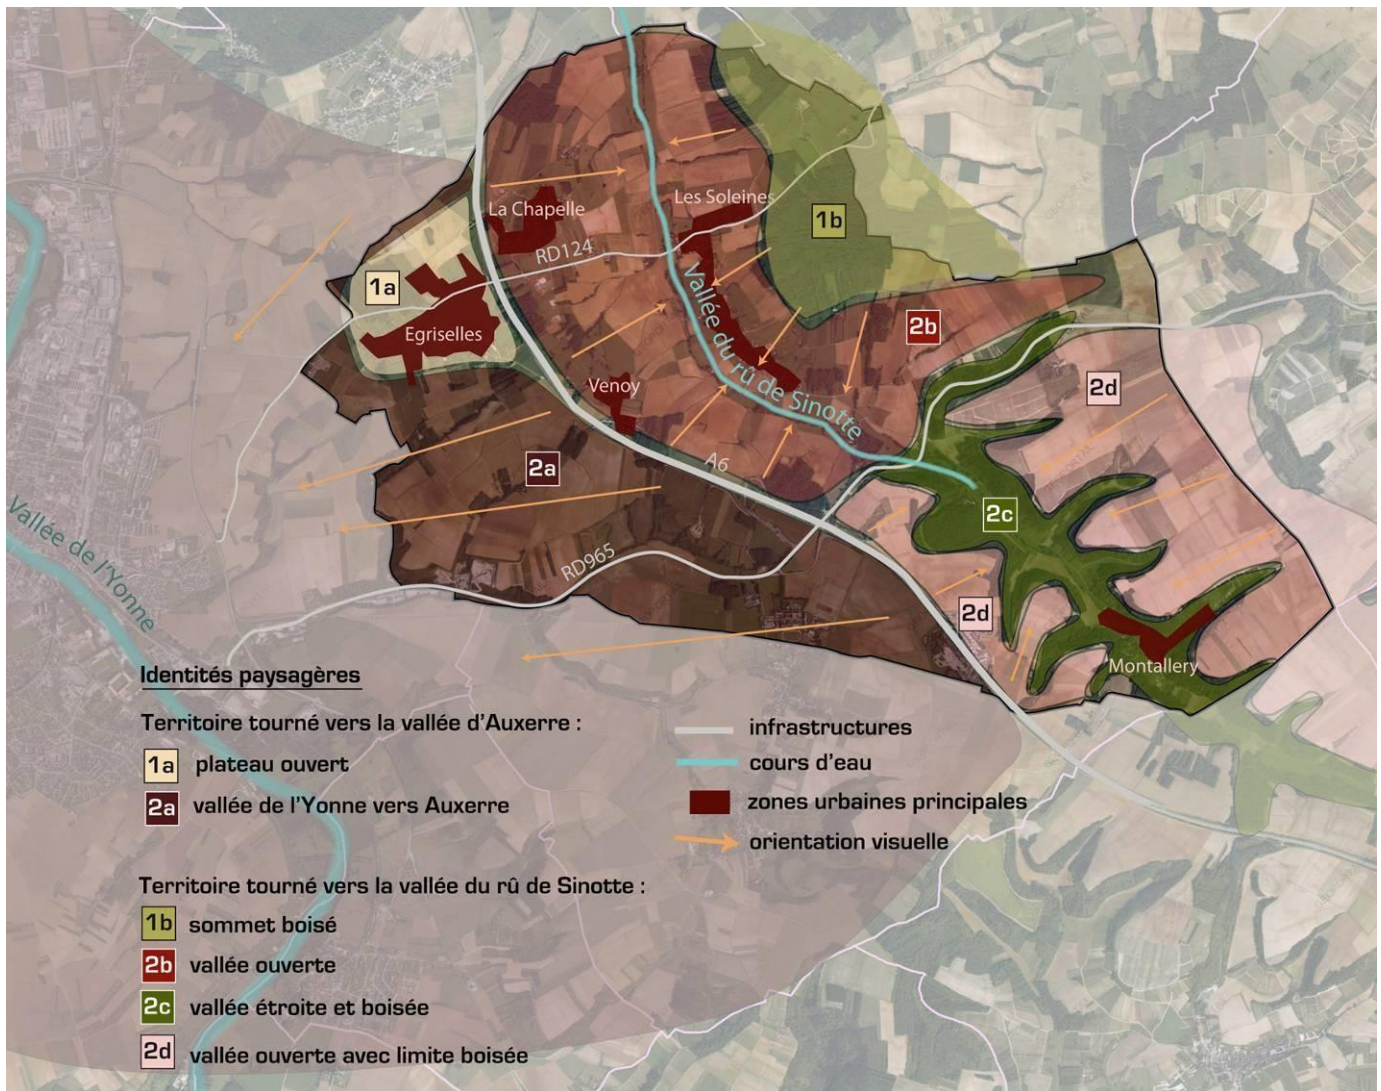 La Chapelle
Les Soleines
1b
RD124
1a
Egriselles
Vallée du rû de Sinotte
2b
Venoy
2d
A6
2a
2c
Vallée de l'Yonne
RD965
2d
Montallery
Identités paysagères
Territoire tourné vers la vallée d'Auxerre :
1a plateau ouvert
2a vallée de l'Yonne vers Auxerre
infrastructures
cours d'eau
zones urbaines principales
orientation visuelle
Territoire tourné vers la vallée du rû de Sinotte :
1b sommet boisé
2b vallée ouverte
2c vallée étroite et boisée
2d vallée ouverte avec limite boisée